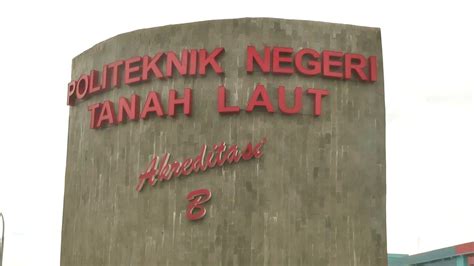 POLITEKNIK NEGERI
TANAH LAUT
Akreditasi
B